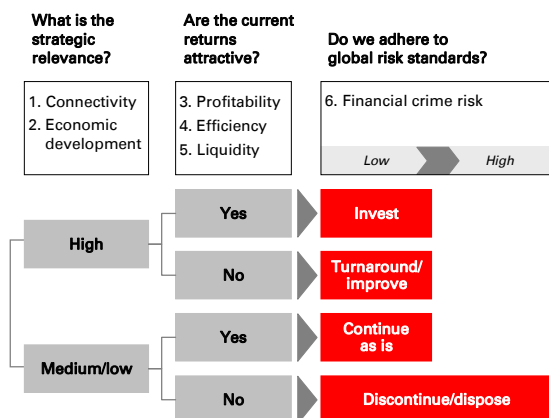 What is the
strategic
relevance?
Are the current
returns
attractive?
Do we adhere to
global risk standards?
1. Connectivity
2. Economic
development
3. Profitability
4. Efficiency
5. Liquidity
6. Financial crime risk
Low
High
High
Yes
Invest
No
Turnaround/
improve
Medium/low
Yes
Continue
as is
No
Discontinue/dispose